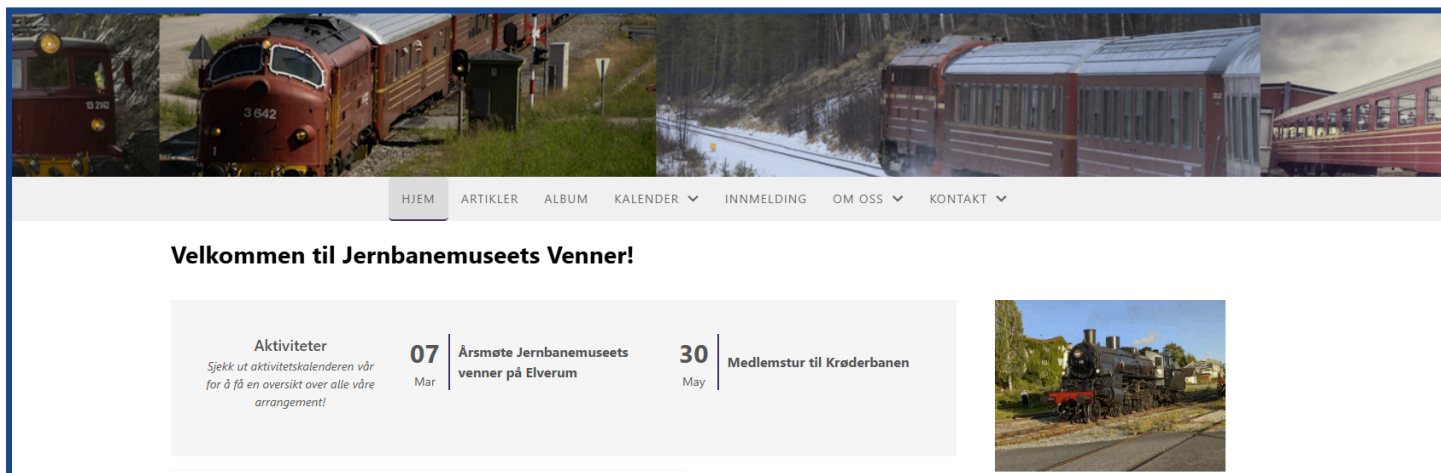 13 2142
3 642
HJEM ARTIKLER ALBUM KALENDER INNMELDING OM OSS KONTAKT
Velkommen til Jernbanemuseets Venner!
Aktiviteter
Sjekk ut aktivitetskalenderen vår
for å få en oversikt over alle våre
arrangement!
07
Mar
Årsmøte Jernbanemuseets
venner på Elverum
30
May
Medlemstur til Krøderbanen